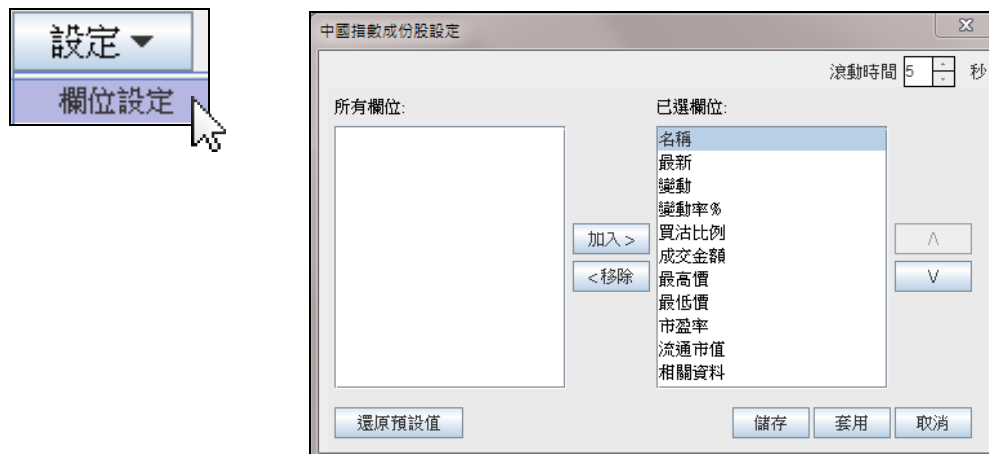 設定
欄位設定
中國指數成份股設定
滾動時間 5 秒
所有欄位:
已選欄位:
名稱
最新
變動
變動率%
買沽比例
成交金額
最高價
最低價
市盈率
流通市值
相關資料
加入 >
< 移除
Λ
V
還原預設值
儲存
套用
取消